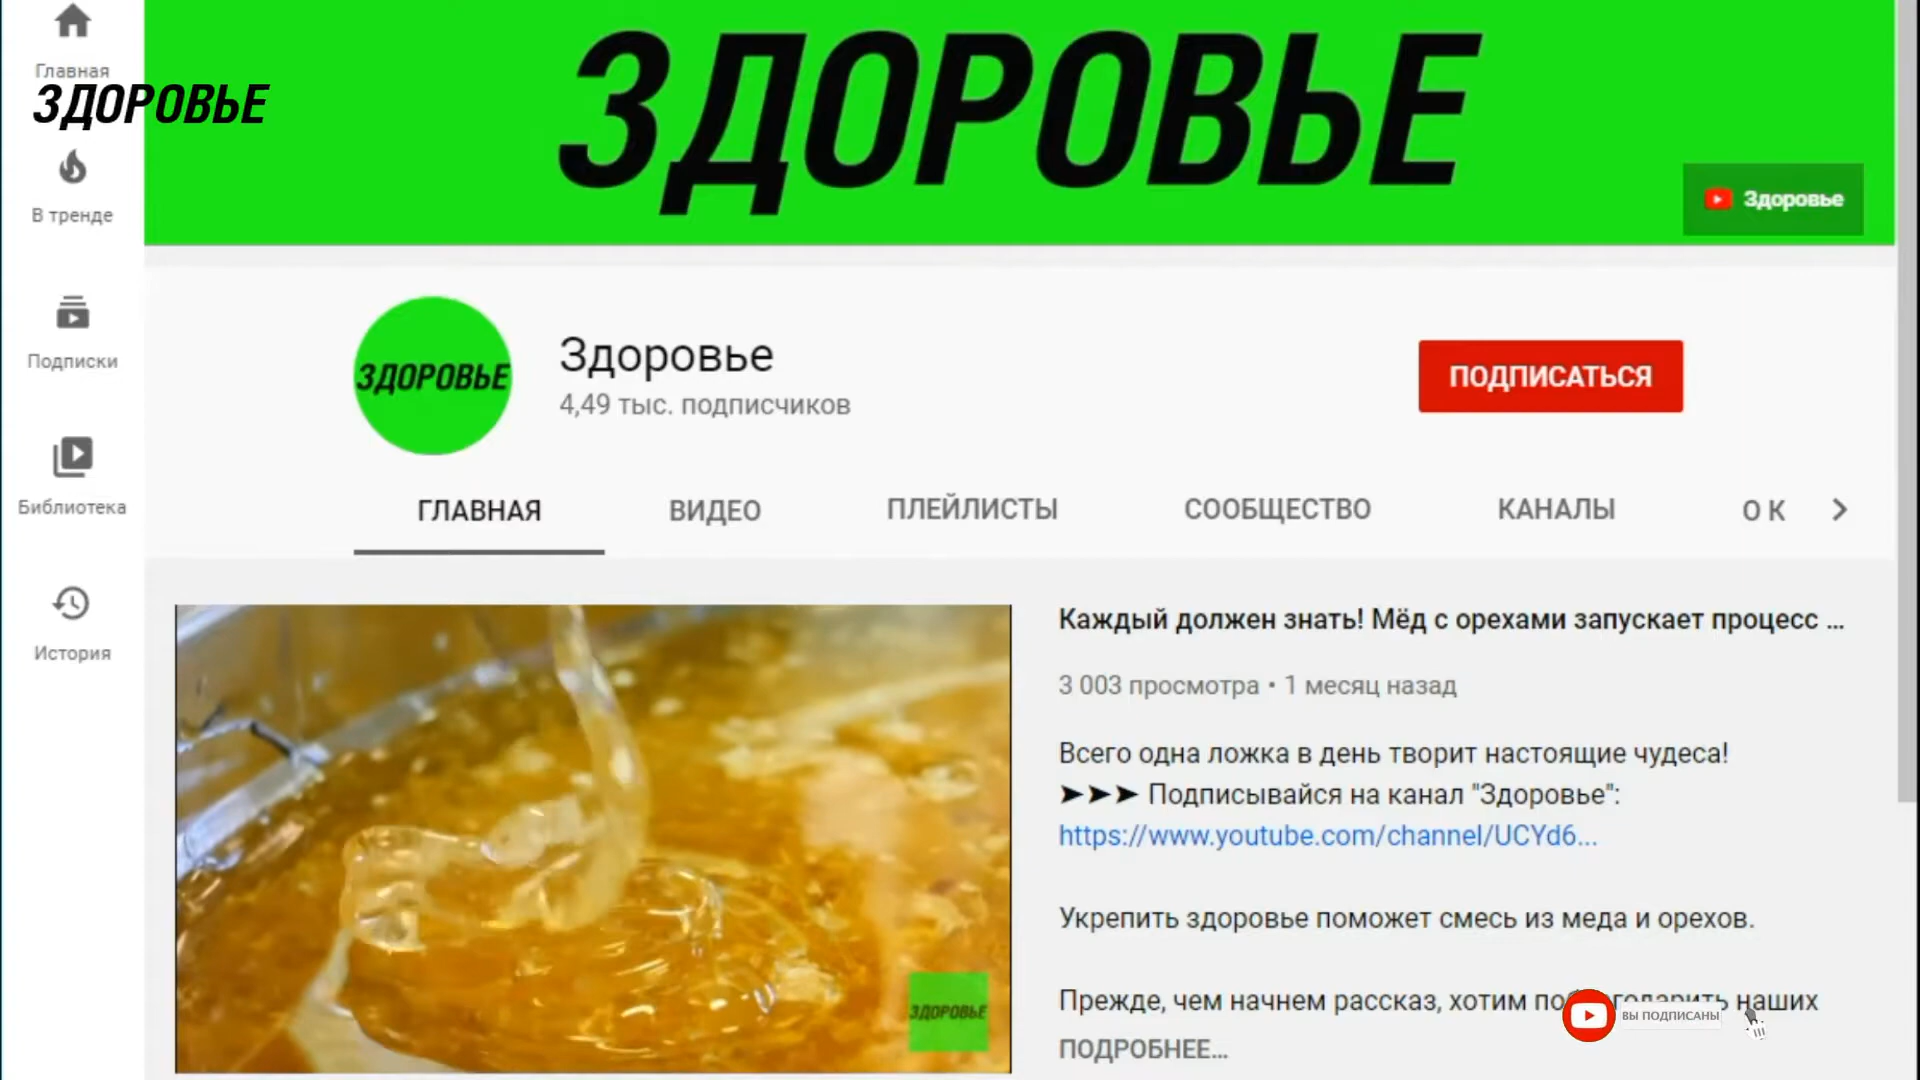 ЗДОРОВЬЕ
Главная
ЗДОРОВЬЕ
В тренде
Здоровье
Подписки
ЗДОРОВЬЕ
Здоровье
4,49 тыс. подписчиков
ПОДПИСАТЬСЯ
Библиотека
ГЛАВНАЯ ВИДЕО ПЛЕЙЛИСТЫ СООБЩЕСТВО КАНАЛЫ О К
История
Каждый должен знать! Мёд с орехами запускает процесс ...
3 003 просмотра • 1 месяц назад
Всего одна ложка в день творит настоящие чудеса!
➤➤➤ Подписывайся на канал "Здоровье":
https://www.youtube.com/channel/UCYd6...
Укрепить здоровье поможет смесь из меда и орехов.
Прежде, чем начнем рассказ, хотим наших
ВЫ ПОДПИСАНЫ
ПОДРОБНЕЕ...
ЗДОРОВЬЕ